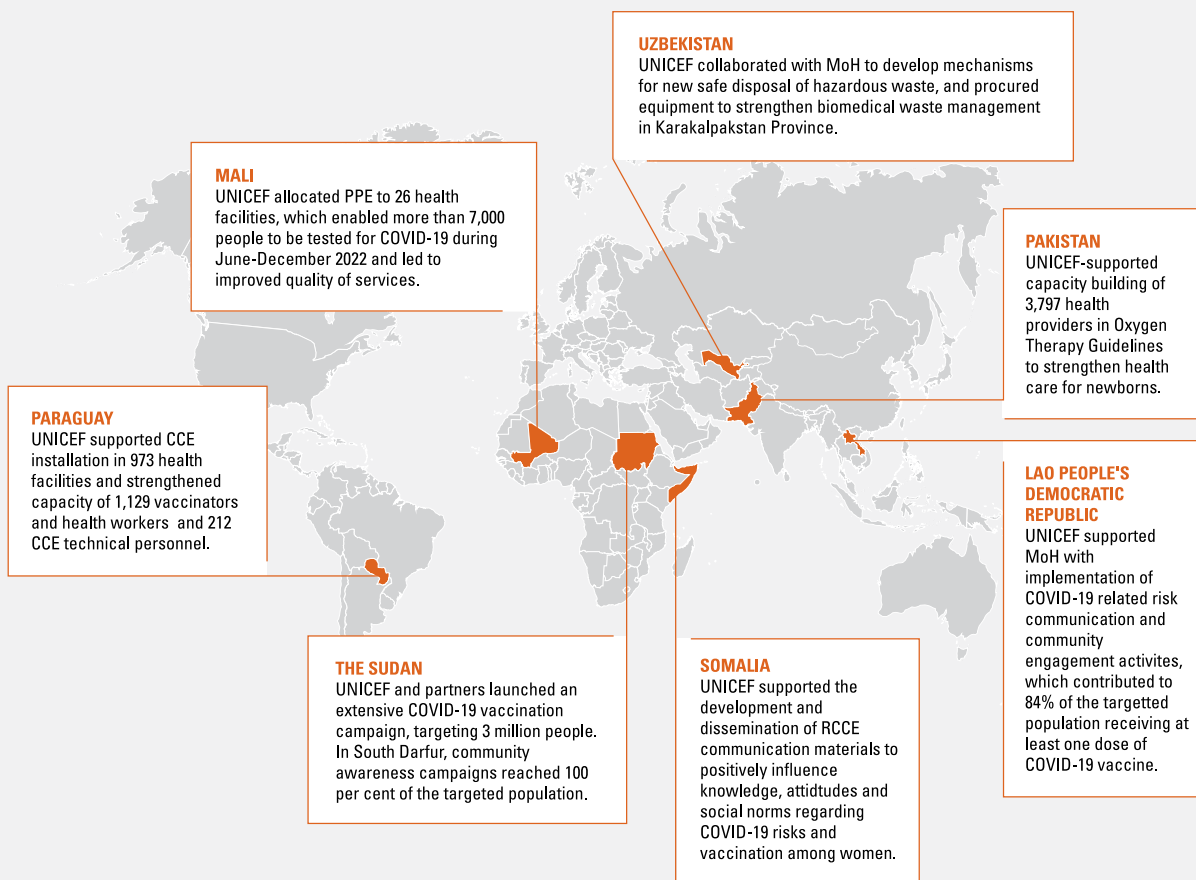 UZBEKISTAN
UNICEF collaborated with MoH to develop mechanisms
for new safe disposal of hazardous waste, and procured
equipment to strengthen biomedical waste management
in Karakalpakstan Province.
MALI
UNICEF allocated PPE to 26 health
facilities, which enabled more than 7,000
people to be tested for COVID-19 during
June-December 2022 and led to
improved quality of services.
PAKISTAN
UNICEF-supported
capacity building of
3,797 health
providers in Oxygen
Therapy Guidelines
to strengthen health
care for newborns.
PARAGUAY
UNICEF supported CCE
installation in 973 health
facilities and strengthened
capacity of 1,129 vaccinators
and health workers and 212
CCE technical personnel.
LAO PEOPLE'S
DEMOCRATIC
REPUBLIC
UNICEF supported
MoH with
implementation of
COVID-19 related risk
communication and
community
engagement activites,
which contributed to
84% of the targetted
population receiving at
least one dose of
COVID-19 vaccine.
THE SUDAN
UNICEF and partners launched an
extensive COVID-19 vaccination
campaign, targeting 3 million people.
In South Darfur, community
awareness campaigns reached 100
per cent of the targeted population.
SOMALIA
UNICEF supported the
development and
dissemination of RCCE
communication materials to
positively influence
knowledge, attidtudes and
social norms regarding
COVID-19 risks and
vaccination among women.